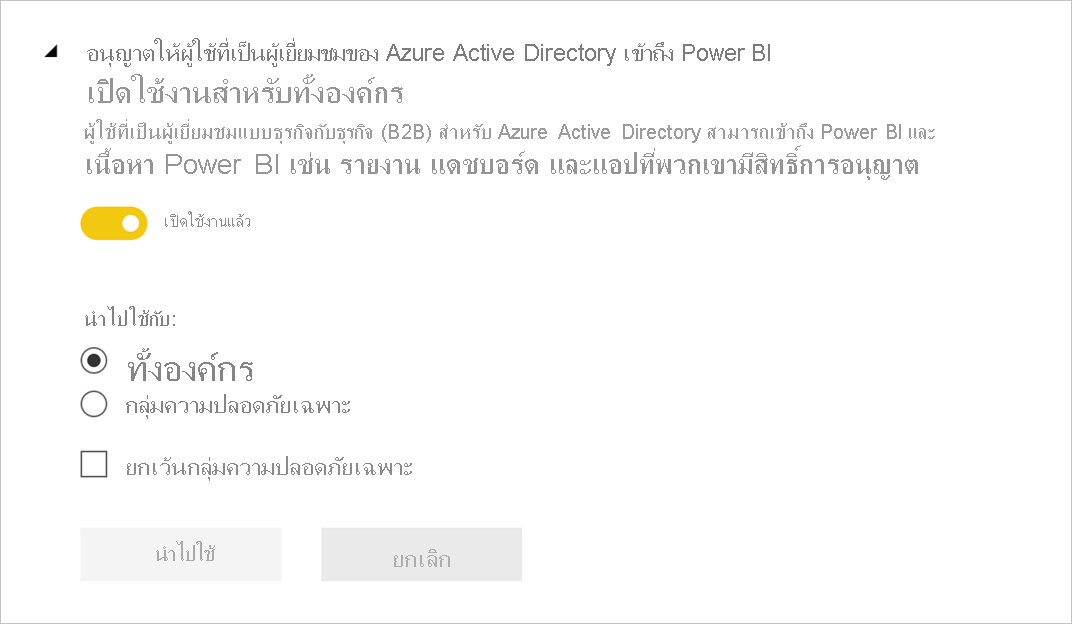 อนุญาตให้ผู้ใช้ที่เป็นผู้เยี่ยมชมของ Azure Active Directory เข้าถึง Power BI
เปิดใช้งานสำหรับทั้งองค์กร
ผู้ใช้ที่เป็นผู้เยี่ยมชมแบบธุรกิจกับธุรกิจ (B2B) สำหรับ Azure Active Directory สามารถเข้าถึง Power BI และ
เนื้อหา Power BI เช่น รายงาน แดชบอร์ด และแอปที่พวกเขามีสิทธิ์การอนุญาต
เปิดใช้งานแล้ว
นำไปใช้กับ:
ทั้งองค์กร
กลุ่มความปลอดภัยเฉพาะ
ยกเว้นกลุ่มความปลอดภัยเฉพาะ
นำไปใช้
ยกเลิก